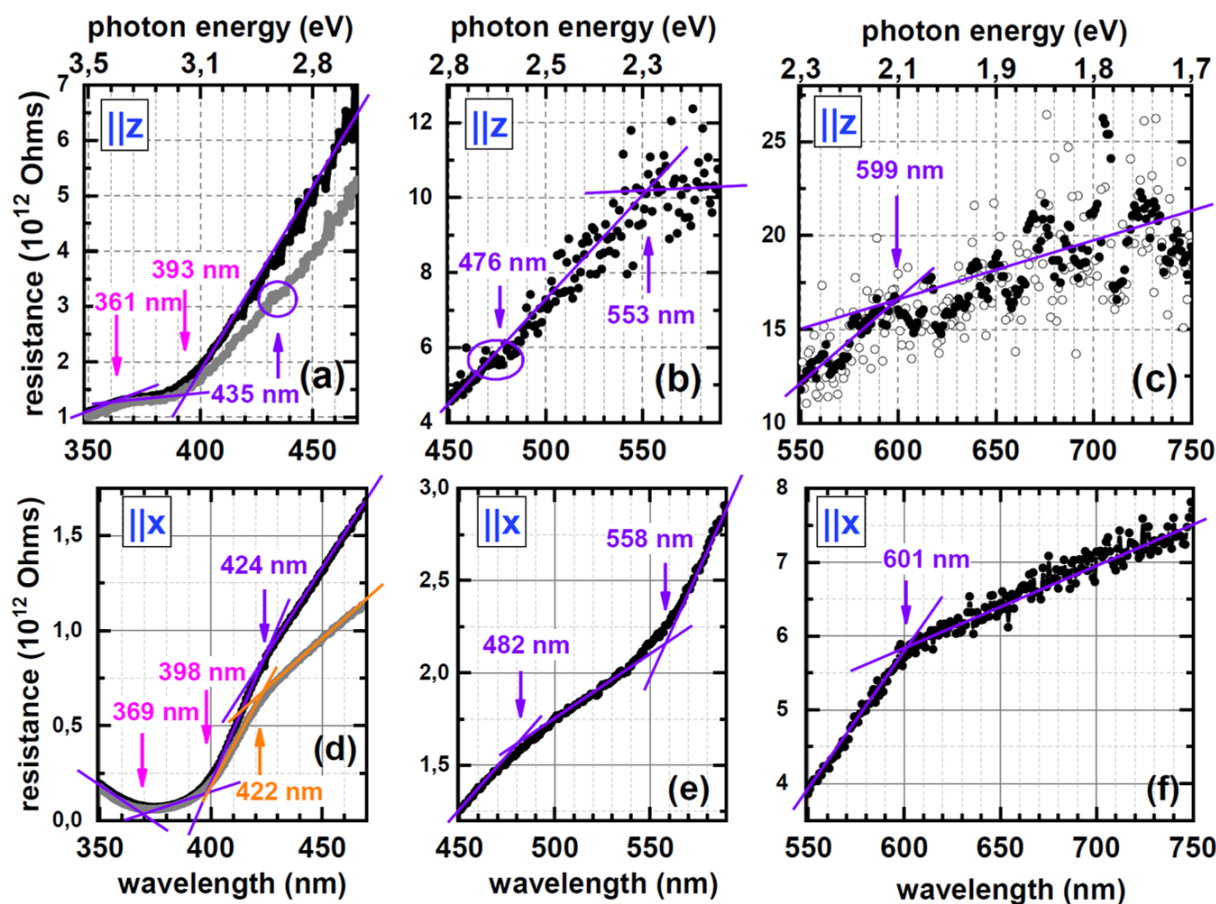 photon energy (eV)
3,5 3,1 2,8
photon energy (eV)
2,8 2,5 2,3
photon energy (eV)
2,3 2,1 1,9 1,8 1,7
resistance (10¹² Ohms)
7
6
5
4
3
2
1
||z
393 nm
361 nm
435 nm
(a)
350 400 450
12
10
8
6
4
||z
476 nm
553 nm
(b)
450 500 550
25
20
15
10
||z
599 nm
(c)
550 600 650 700 750
resistance (10¹² Ohms)
1,5
1,0
0,5
0,0
||x
424 nm
398 nm
369 nm
422 nm
(d)
350 400 450
wavelength (nm)
3,0
2,5
2,0
1,5
||x
558 nm
482 nm
(e)
450 500 550
wavelength (nm)
8
7
6
5
4
||x
601 nm
(f)
550 600 650 700 750
wavelength (nm)